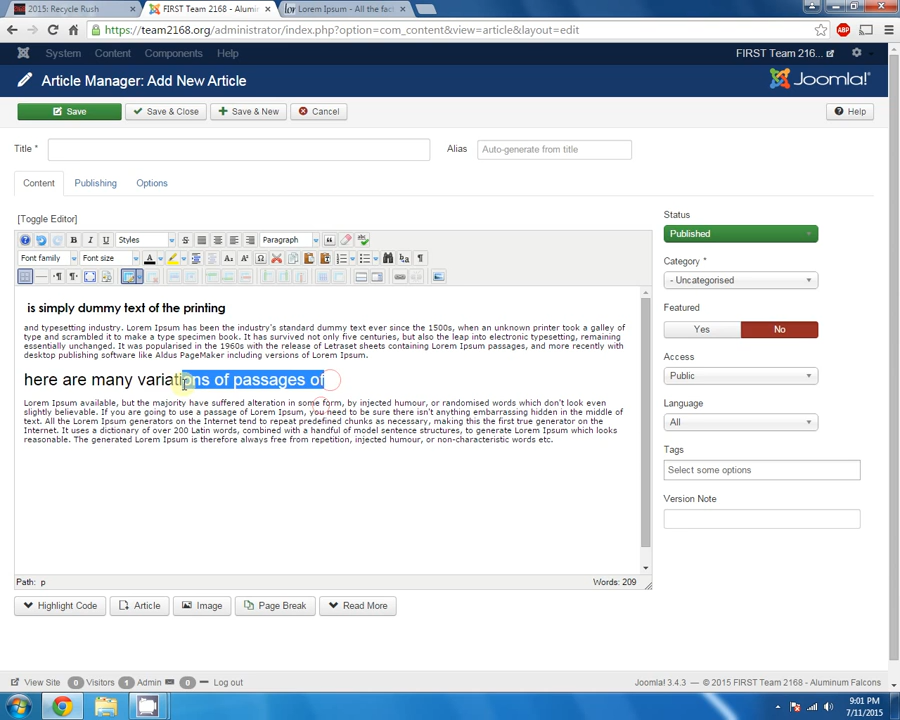 2015: Recycle Rush
FIRST Team 2168 - Alumin
Lorem Ipsum - All the fac
https://team2168.org/administrator/index.php?option=com_content&view=article&layout=edit
ABP
System Content Components Help
FIRST Team 216...
Article Manager: Add New Article
Joomla!
Save
Save & Close
Save & New
Cancel
Help
Title *
Alias
Auto-generate from title
Content Publishing Options
[Toggle Editor]
B I U Styles Paragraph
Font family Font size
is simply dummy text of the printing
and typesetting industry. Lorem Ipsum has been the industry's standard dummy text ever since the 1500s, when an unknown printer took a galley of
type and scrambled it to make a type specimen book. It has survived not only five centuries, but also the leap into electronic typesetting, remaining
essentially unchanged. It was popularised in the 1960s with the release of Letraset sheets containing Lorem Ipsum passages, and more recently with
desktop publishing software like Aldus PageMaker including versions of Lorem Ipsum.
here are many variations of passages of
Lorem Ipsum available, but the majority have suffered alteration in some form, by injected humour, or randomised words which don't look even
slightly believable. If you are going to use a passage of Lorem Ipsum, you need to be sure there isn't anything embarrassing hidden in the middle of
text. All the Lorem Ipsum generators on the Internet tend to repeat predefined chunks as necessary, making this the first true generator on the
Internet. It uses a dictionary of over 200 Latin words, combined with a handful of model sentence structures, to generate Lorem Ipsum which looks
reasonable. The generated Lorem Ipsum is therefore always free from repetition, injected humour, or non-characteristic words etc.
Path: p
Words: 209
Highlight Code
Article
Image
Page Break
Read More
Status
Published
Category *
- Uncategorised
Featured
Yes No
Access
Public
Language
All
Tags
Select some options
Version Note
View Site 0 Visitors 1 Admin 0 Log out
Joomla! 3.4.3 — © 2015 FIRST Team 2168 - Aluminum Falcons
9:01 PM
7/11/2015